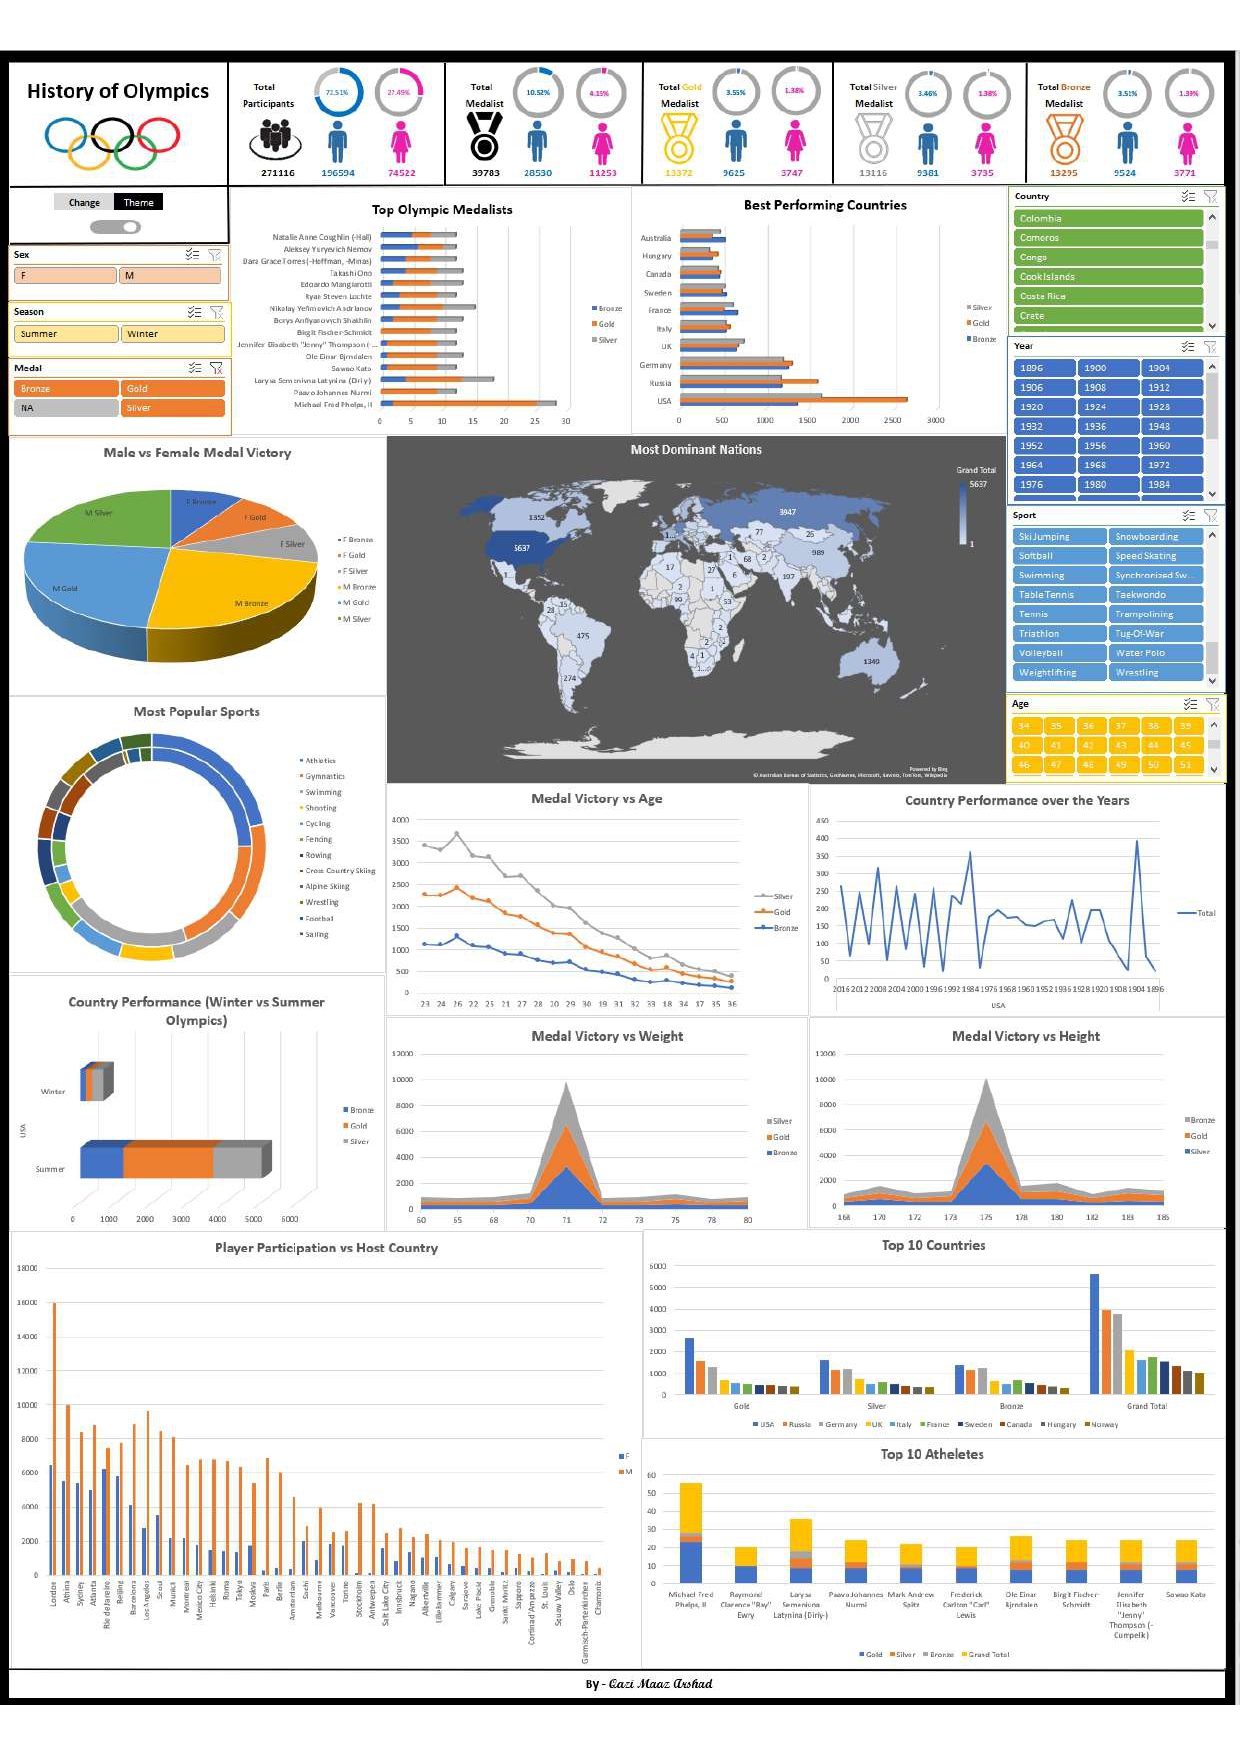 History of Olympics
Total Participants
72.51%
27.49%
271116
196594
74522
Total Medalist
10.52%
4.15%
39783
28530
11253
Total Gold Medalist
3.55%
1.38%
13372
9625
3747
Total Silver Medalist
3.46%
1.38%
13116
9381
3735
Total Bronze Medalist
3.51%
1.39%
13295
9524
3771
Change Theme
Sex
F M
Season
Summer Winter
Medal
Bronze Gold
NA Silver
Top Olympic Medalists
Natalie Anne Coughlin (-Hall)
Aleksey Yuryevich Nemov
Dara Grace Torres (-Hoffman, -Minas)
Takashi Ono
Edoardo Mangiarotti
Ryan Steven Lochte
Nikolay Yefimovich Andrianov
Borys Anfiyanovych Shakhlin
Birgit Fischer-Schmidt
Jennifer Elisabeth "Jenny" Thompson (-...
Ole Einar Bjrndalen
Sawao Kato
Larysa Semenivna Latynina (Diriy-)
Paavo Johannes Nurmi
Michael Fred Phelps, II
0 5 10 15 20 25 30
Bronze
Gold
Silver
Best Performing Countries
Australia
Hungary
Canada
Sweden
France
Italy
UK
Germany
Russia
USA
0 500 1000 1500 2000 2500 3000
Silver
Gold
Bronze
Country
Colombia
Comoros
Congo
Cook Islands
Costa Rica
Crete
Year
1896 1900 1904
1906 1908 1912
1920 1924 1928
1932 1936 1948
1952 1956 1960
1964 1968 1972
1976 1980 1984
Sport
Ski Jumping Snowboarding
Softball Speed Skating
Swimming Synchronized Sw...
Table Tennis Taekwondo
Tennis Trampolining
Triathlon Tug-Of-War
Volleyball Water Polo
Weightlifting Wrestling
Age
34 35 36 37 38 39
40 41 42 43 44 45
46 47 48 49 50 51
Male vs Female Medal Victory
F Bronze
F Gold
F Silver
M Bronze
M Gold
M Silver
F Bronze
F Gold
F Silver
M Bronze
M Gold
M Silver
Most Dominant Nations
Grand Total
5637
1
1352
5637
3947
77
26
989
1...
1
68
2
197
17
27
6
2
99
1
53
2
2
4
1
1...
1
28
15
475
274
1349
Powered by Bing
© Australian Bureau of Statistics, GeoNames, Microsoft, Navinfo, TomTom, Wikipedia
Most Popular Sports
Athletics
Gymnastics
Swimming
Shooting
Cycling
Fencing
Rowing
Cross Country Skiing
Alpine Skiing
Wrestling
Football
Sailing
Medal Victory vs Age
4000
3500
3000
2500
2000
1500
1000
500
0
23 24 26 22 25 21 27 28 20 29 30 19 31 32 33 18 34 17 35 36
Silver
Gold
Bronze
Country Performance over the Years
450
400
350
300
250
200
150
100
50
0
2016 2012 2008 2004 2000 1996 1992 1984 1976 1968 1960 1952 1936 1928 1920 1908 1904 1896
USA
Total
Country Performance (Winter vs Summer
Olympics)
Winter
Summer
USA
0 1000 2000 3000 4000 5000 6000
Bronze
Gold
Silver
Medal Victory vs Weight
12000
10000
8000
6000
4000
2000
0
60 65 68 70 71 72 73 75 78 80
Silver
Gold
Bronze
Medal Victory vs Height
12000
10000
8000
6000
4000
2000
0
168 170 172 173 175 178 180 182 183 185
Bronze
Gold
Silver
Player Participation vs Host Country
18000
16000
14000
12000
10000
8000
6000
4000
2000
0
London
Athina
Sydney
Atlanta
Rio de Janeiro
Beijing
Barcelona
Los Angeles
Seoul
Munich
Montreal
Mexico City
Helsinki
Roma
Tokyo
Moskva
Paris
Berlin
Amsterdam
Sochi
Melbourne
Vancouver
Torino
Stockholm
Antwerpen
Salt Lake City
Innsbruck
Nagano
Albertville
Lillehammer
Calgary
Sarajevo
Lake Placid
Grenoble
Sankt Moritz
Sapporo
Cortina d'Ampezzo
St. Louis
Squaw Valley
Oslo
Garmisch-Partenkirchen
Chamonix
F
M
Top 10 Countries
6000
5000
4000
3000
2000
1000
0
Gold Silver Bronze Grand Total
USA Russia Germany UK Italy France Sweden Canada Hungary Norway
Top 10 Atheletes
60
50
40
30
20
10
0
Michael Fred Phelps, II
Raymond Clarence "Ray" Ewry
Larysa Semenivna Latynina (Diriy-)
Paavo Johannes Nurmi
Mark Andrew Spitz
Frederick Carlton "Carl" Lewis
Ole Einar Bjrndalen
Birgit Fischer-Schmidt
Jennifer Elisabeth "Jenny" Thompson (-Cumpelik)
Sawao Kato
Gold Silver Bronze Grand Total
By - Qazi Maaz Arshad